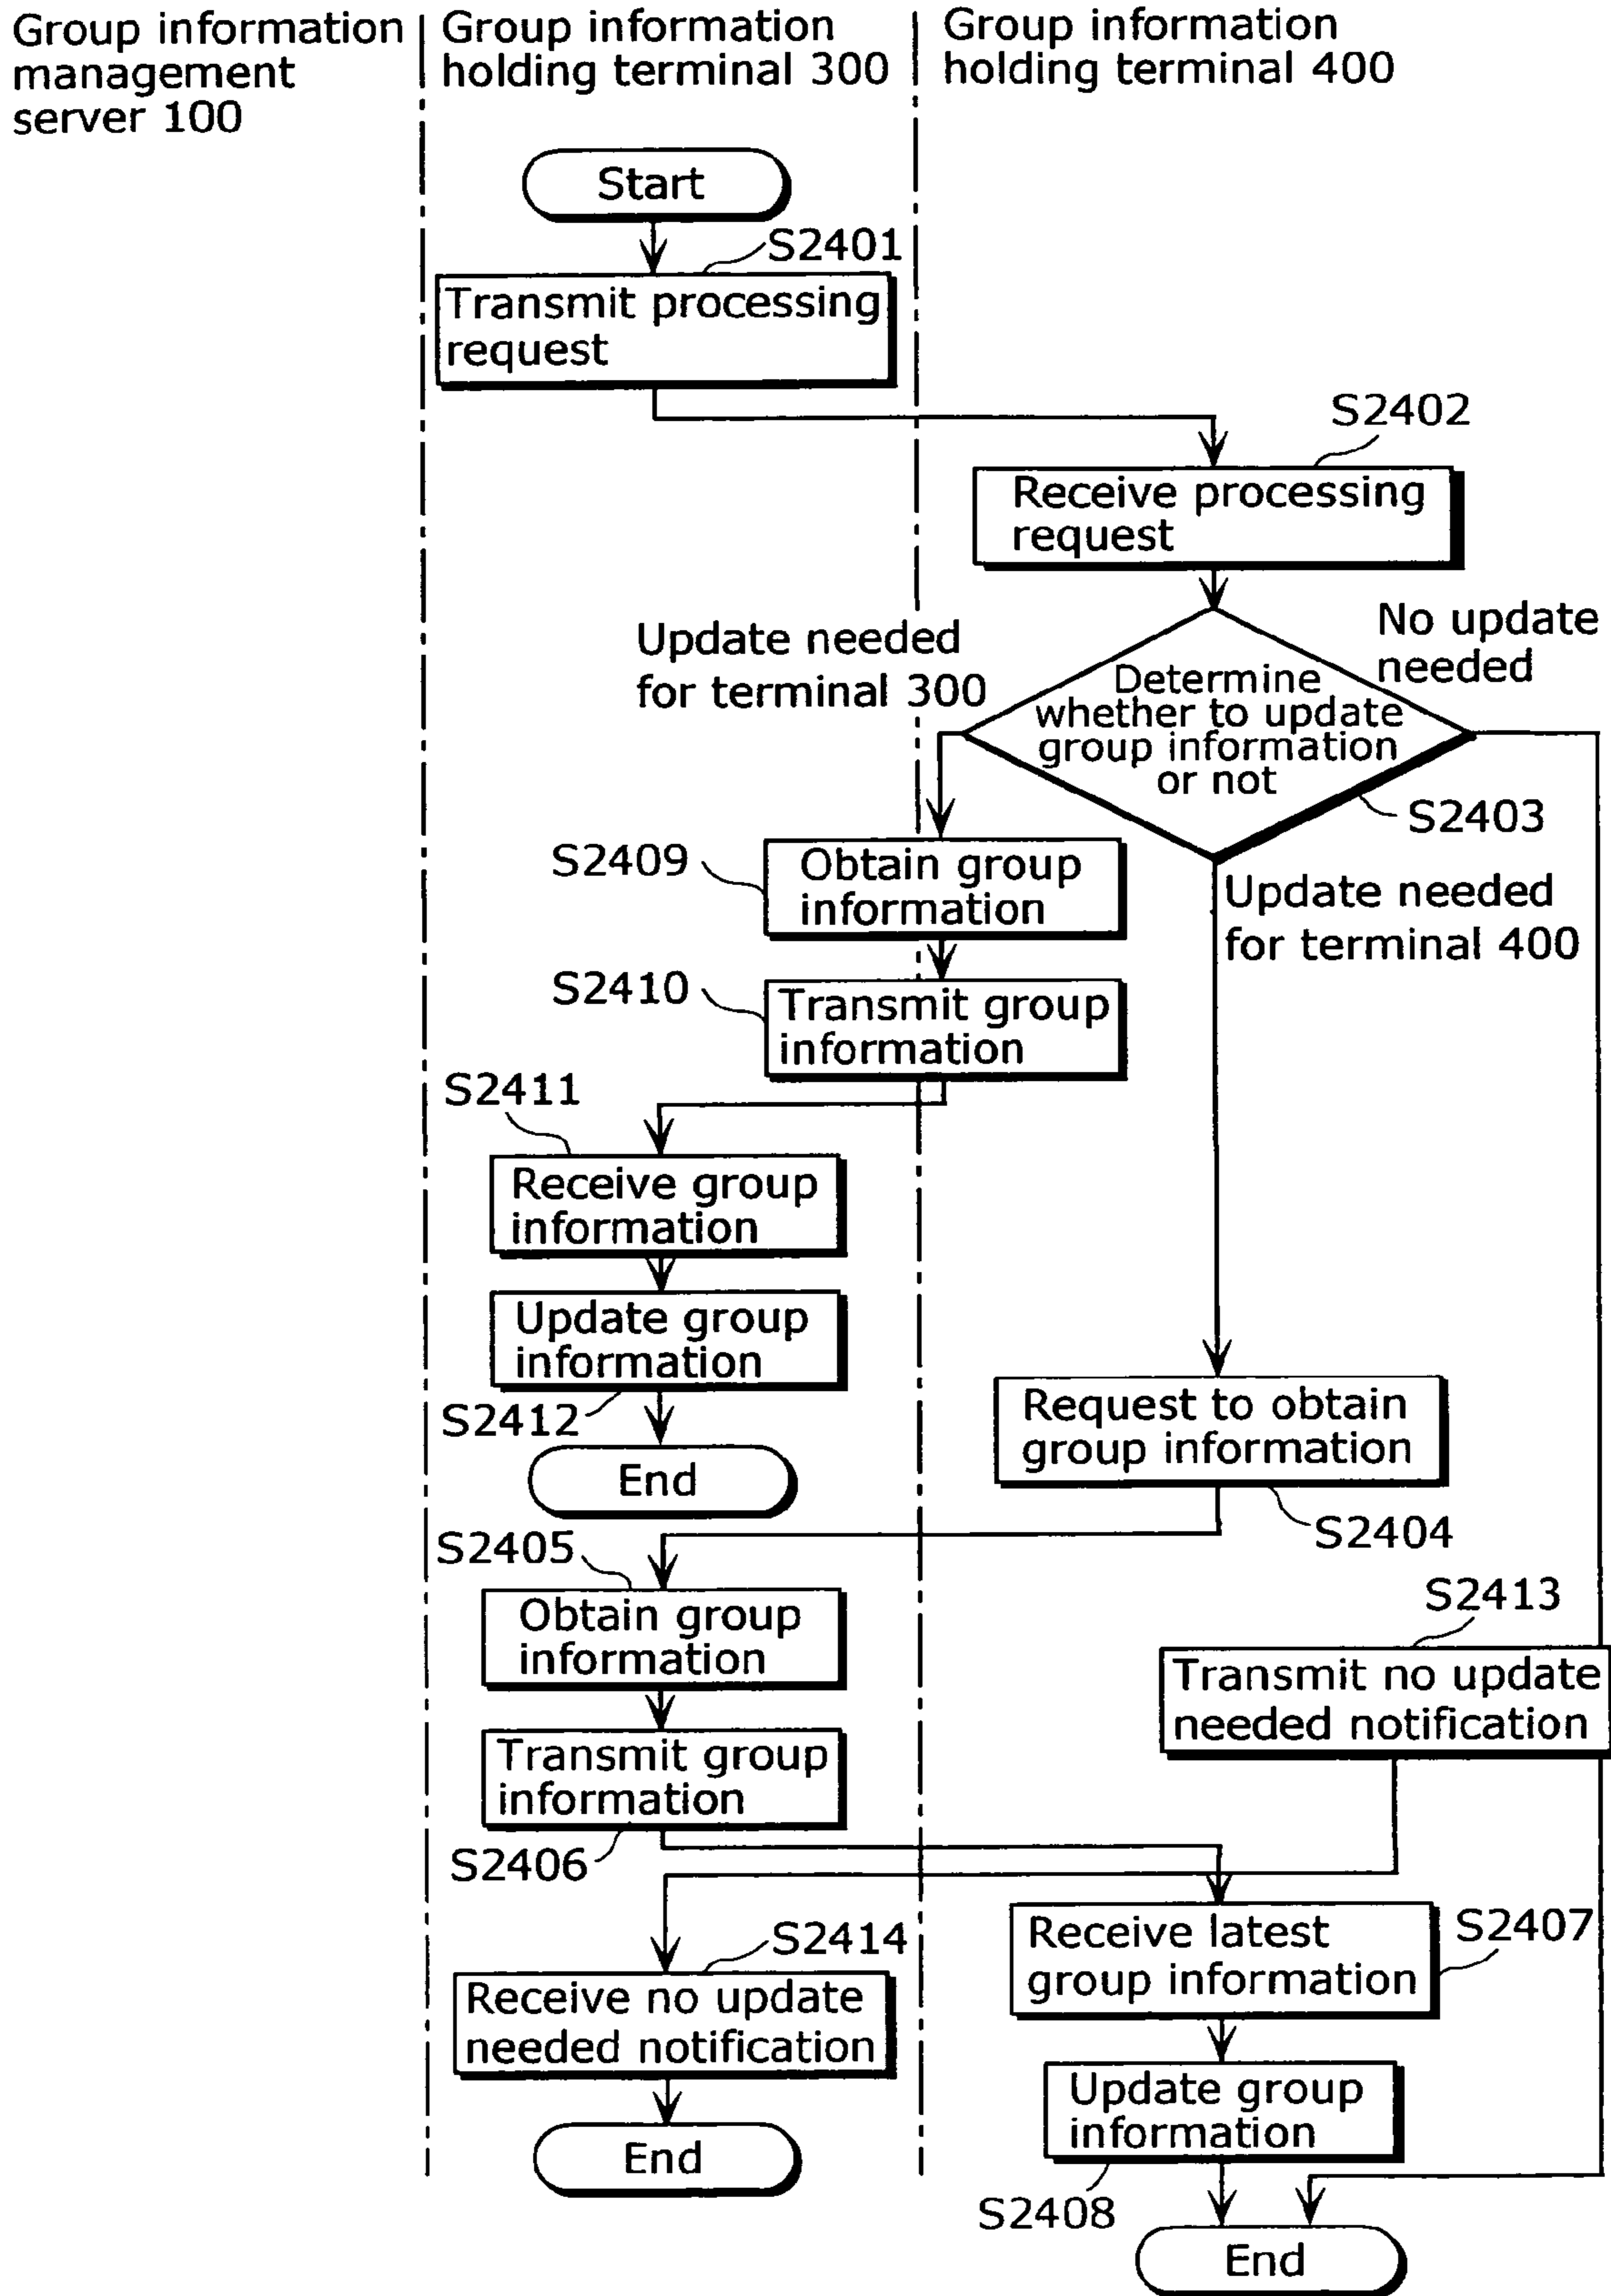 Group information
management
server 100
Group information
holding terminal 300
Group information
holding terminal 400
Start
S2401
Transmit processing
request
S2402
Receive processing
request
Update needed
for terminal 300
No update
needed
Determine
whether to update
group information
or not
S2403
S2409
Obtain group
information
Update needed
for terminal 400
S2410
Transmit group
information
S2411
Receive group
information
Update group
information
S2412
End
Request to obtain
group information
S2404
S2405
Obtain group
information
S2413
Transmit no update
needed notification
Transmit group
information
S2406
Receive latest
group information
S2407
S2414
Receive no update
needed notification
End
Update group
information
S2408
End